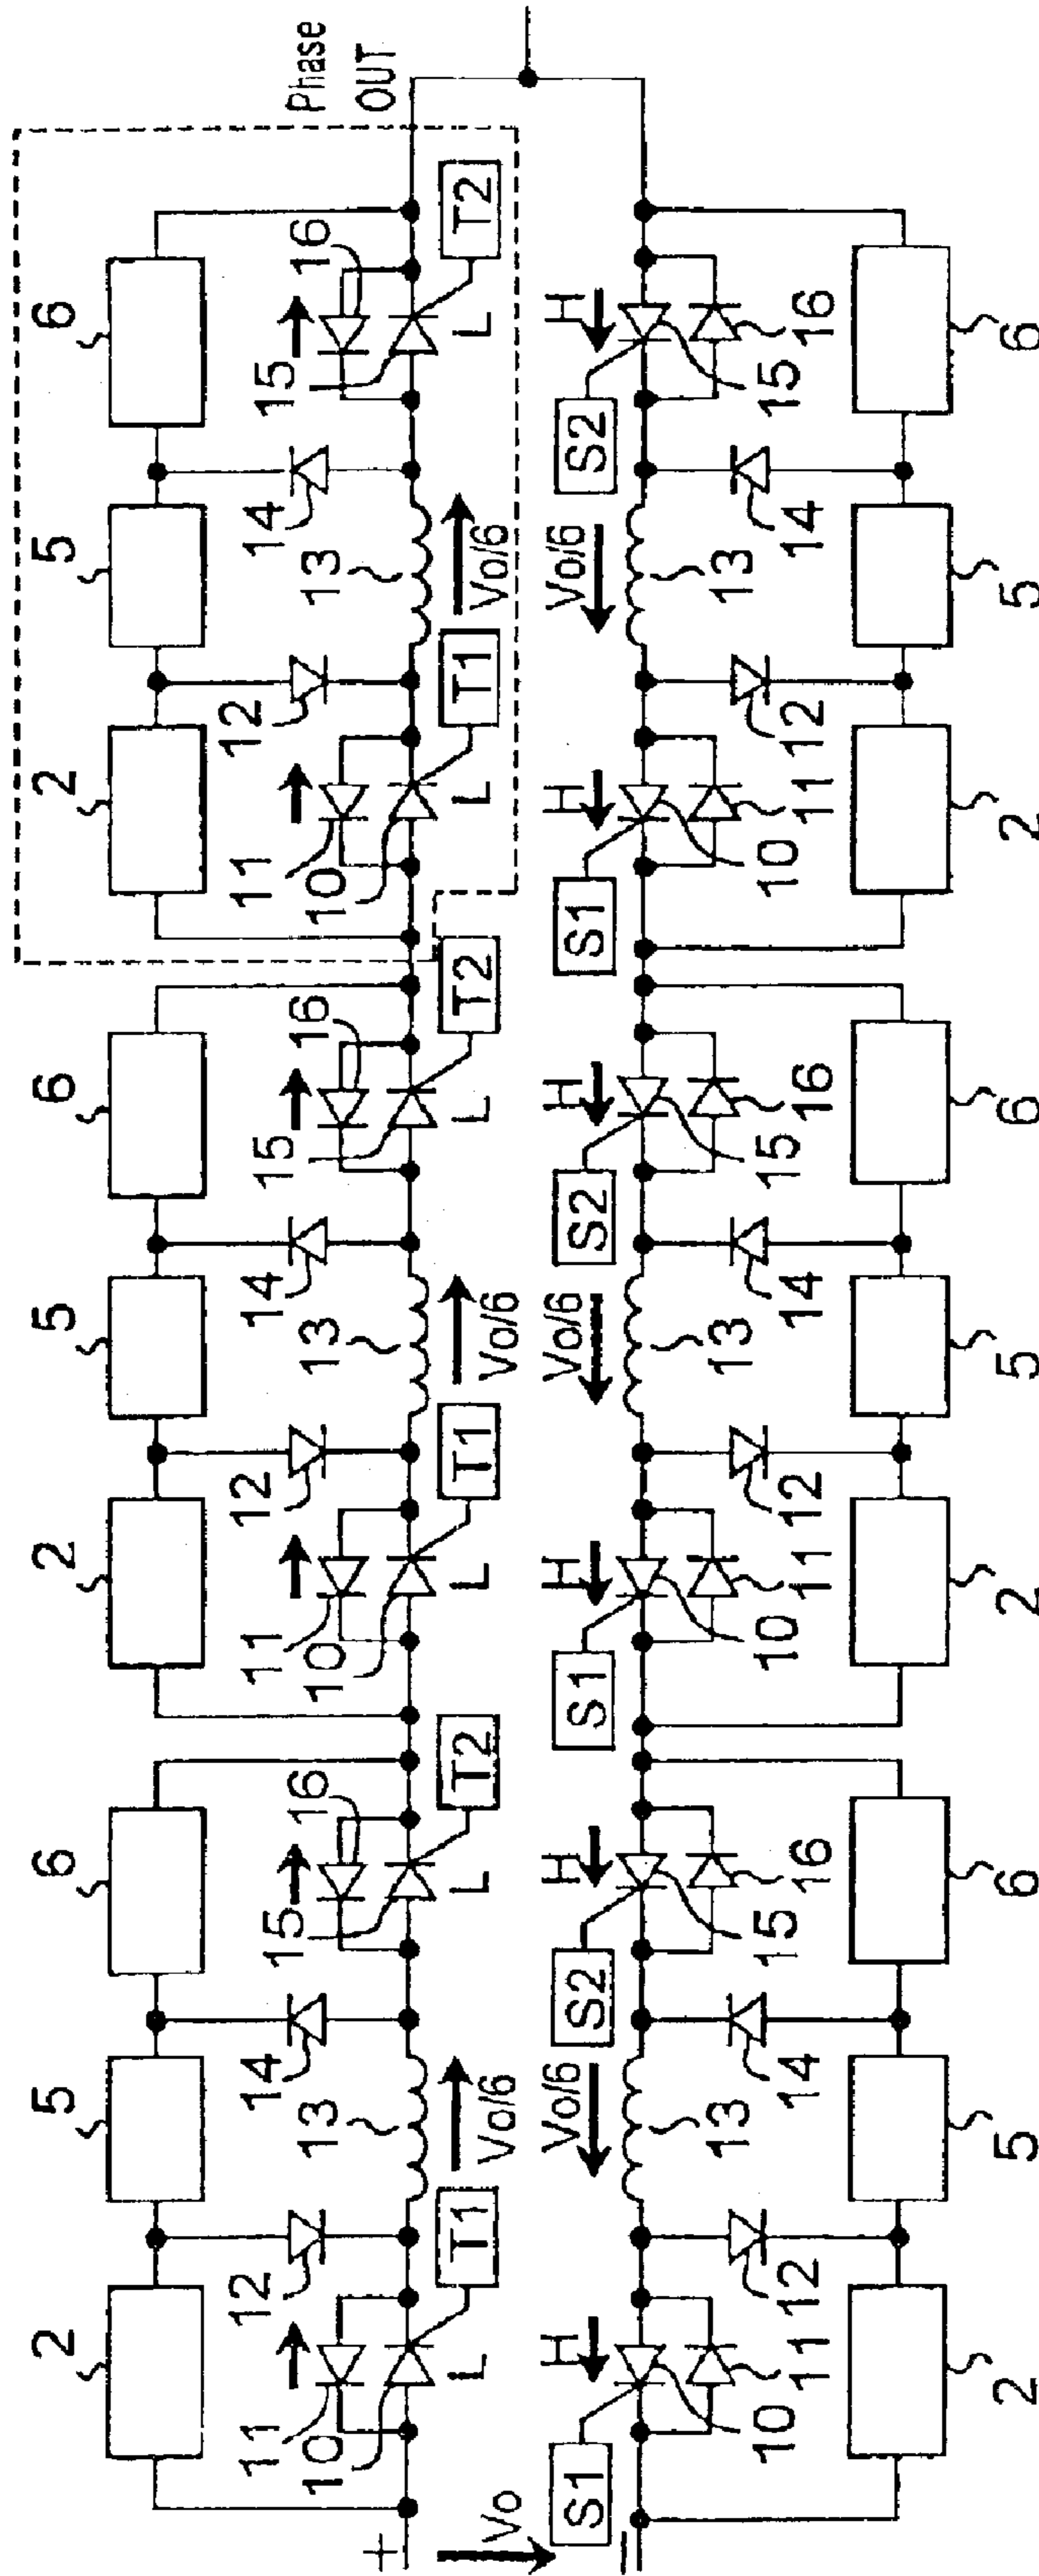 2 5 6 2 5 6 2 5 6
Phase
OUT
11 12 14 15 11 12 14 15 11 12 14 15
10 13 16 10 13 16 10 13 16
+
L T1 Vo/6 L T2 L T1 Vo/6 L T2 L T1 Vo/6 L T2
Vo
H Vo/6 H H Vo/6 H H Vo/6 H
S1 S2 S1 S2 S1 S2
−
13 13 13
10 15 10 15 10 15
11 12 14 16 11 12 14 16 11 12 14 16
2 5 6 2 5 6 2 5 6